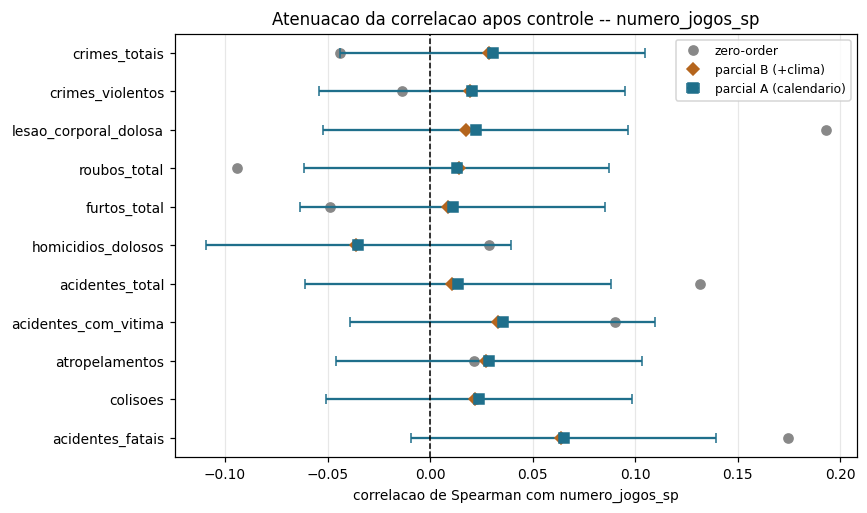 Atenuacao da correlacao apos controle -- numero_jogos_sp
zero-order
parcial B (+clima)
parcial A (calendario)
crimes_totais
crimes_violentos
lesao_corporal_dolosa
roubos_total
furtos_total
homicidios_dolosos
acidentes_total
acidentes_com_vitima
atropelamentos
colisoes
acidentes_fatais
−0.10 −0.05 0.00 0.05 0.10 0.15 0.20
correlacao de Spearman com numero_jogos_sp